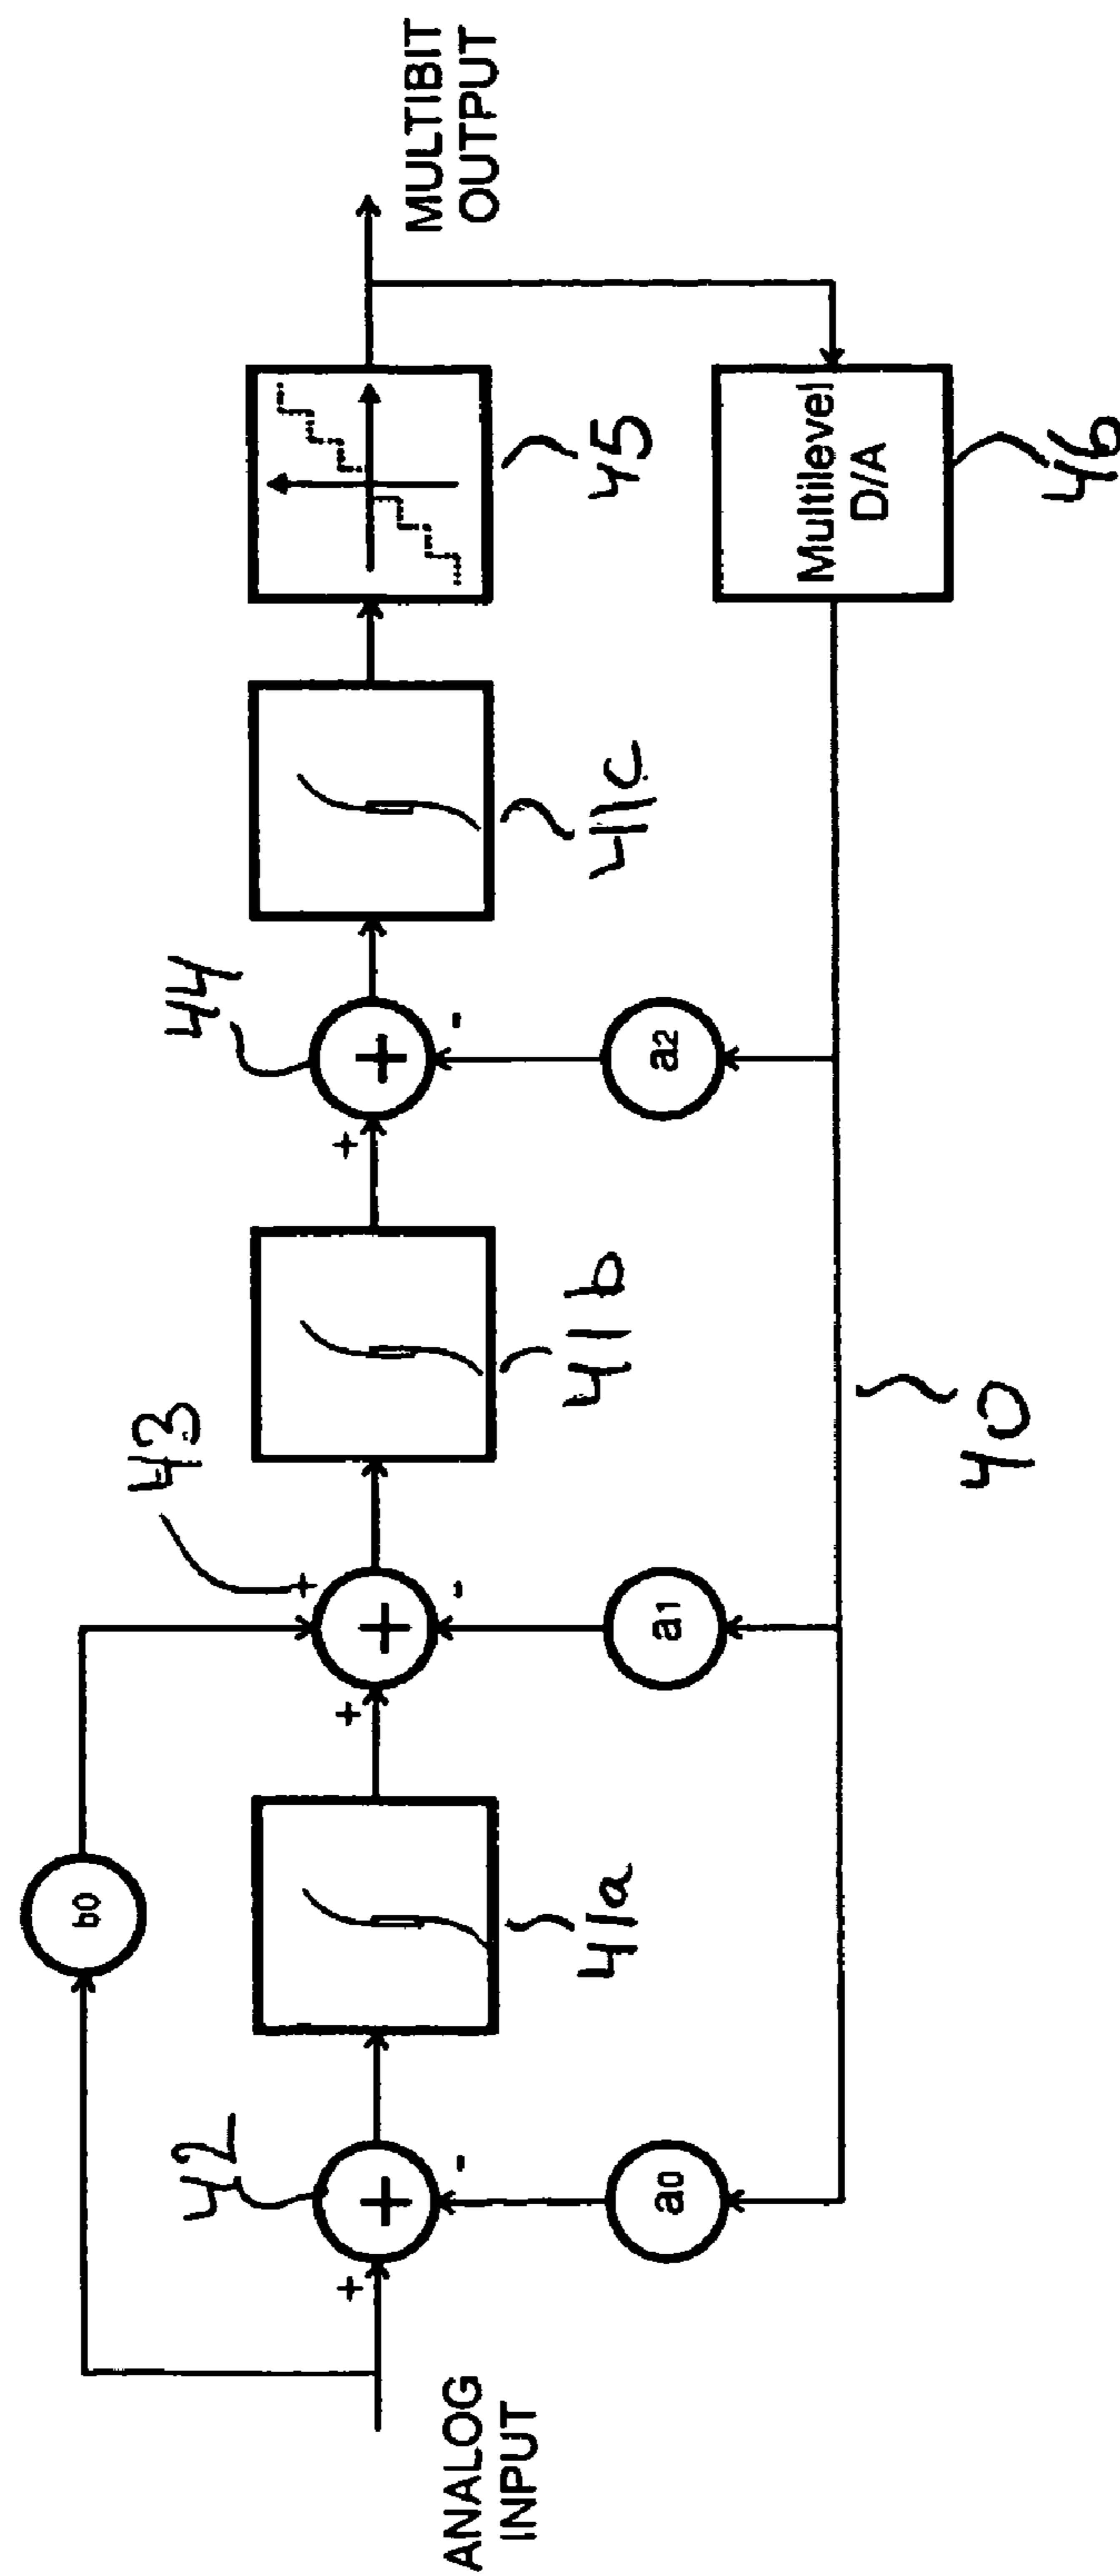 b0
42
43
44
+
+
+
+
+
+
+
-
-
-
ANALOG
INPUT
MULTIBIT
OUTPUT
41a
41b
41c
45
a0
a1
a2
Multilevel
D/A
46
40